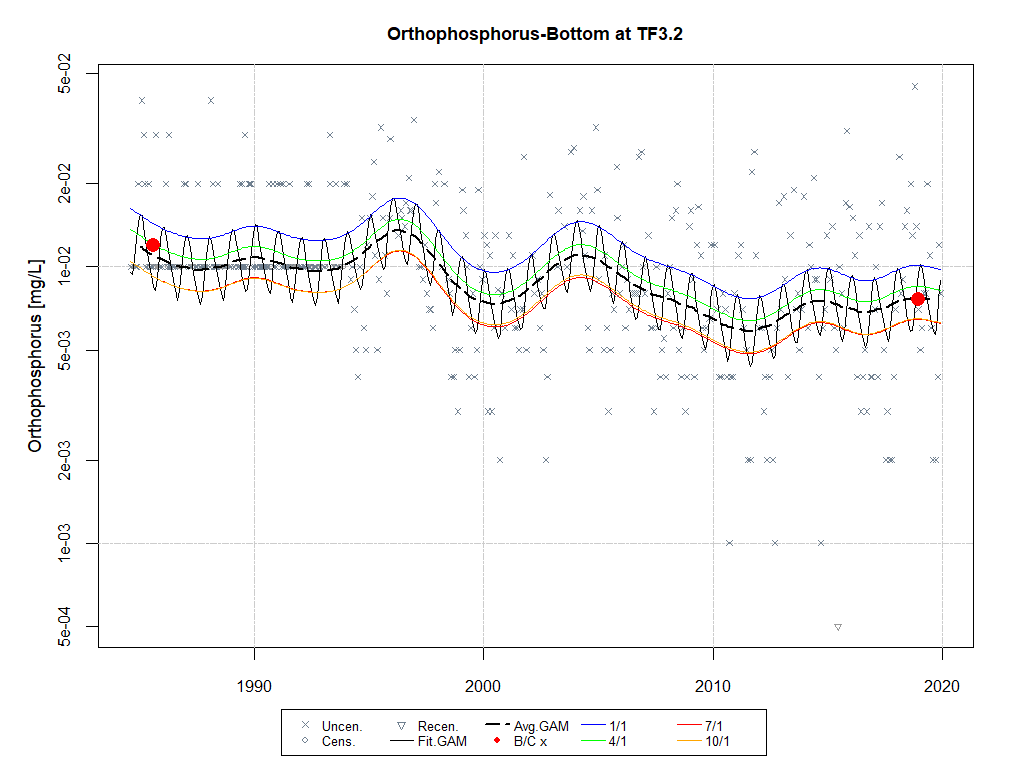 Orthophosphorus-Bottom at TF3.2
Orthophosphorus [mg/L]
5e-02
2e-02
1e-02
5e-03
2e-03
1e-03
5e-04
1990 2000 2010 2020
Uncen. Recen. Avg.GAM 1/1 7/1
Cens. Fit.GAM B/C x 4/1 10/1